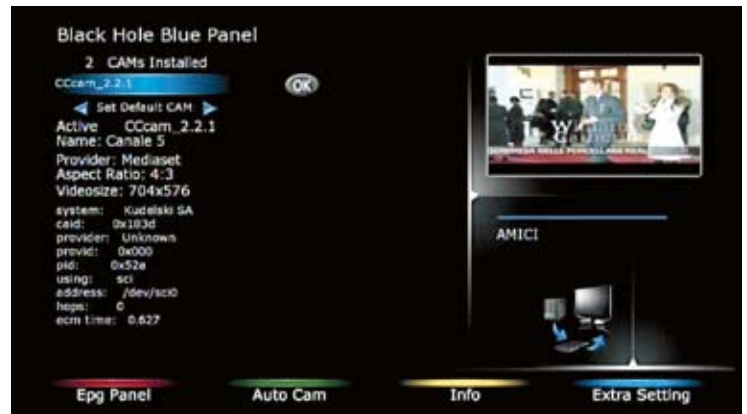 Black Hole Blue Panel
2 CAMs Installed
CCcam_2.2.1
OK
Set Default CAM
Active CCcam_2.2.1
Name: Canale 5
Provider: Mediaset
Aspect Ratio: 4:3
Videosize: 704x576
system: Kudelski SA
caid: 0x183d
provider: Unknown
provid: 0x000
pid: 0x52a
using: sci
address: /dev/sci0
hops: 0
ecm time: 0.627
AMICI
Epg Panel
Auto Cam
Info
Extra Setting